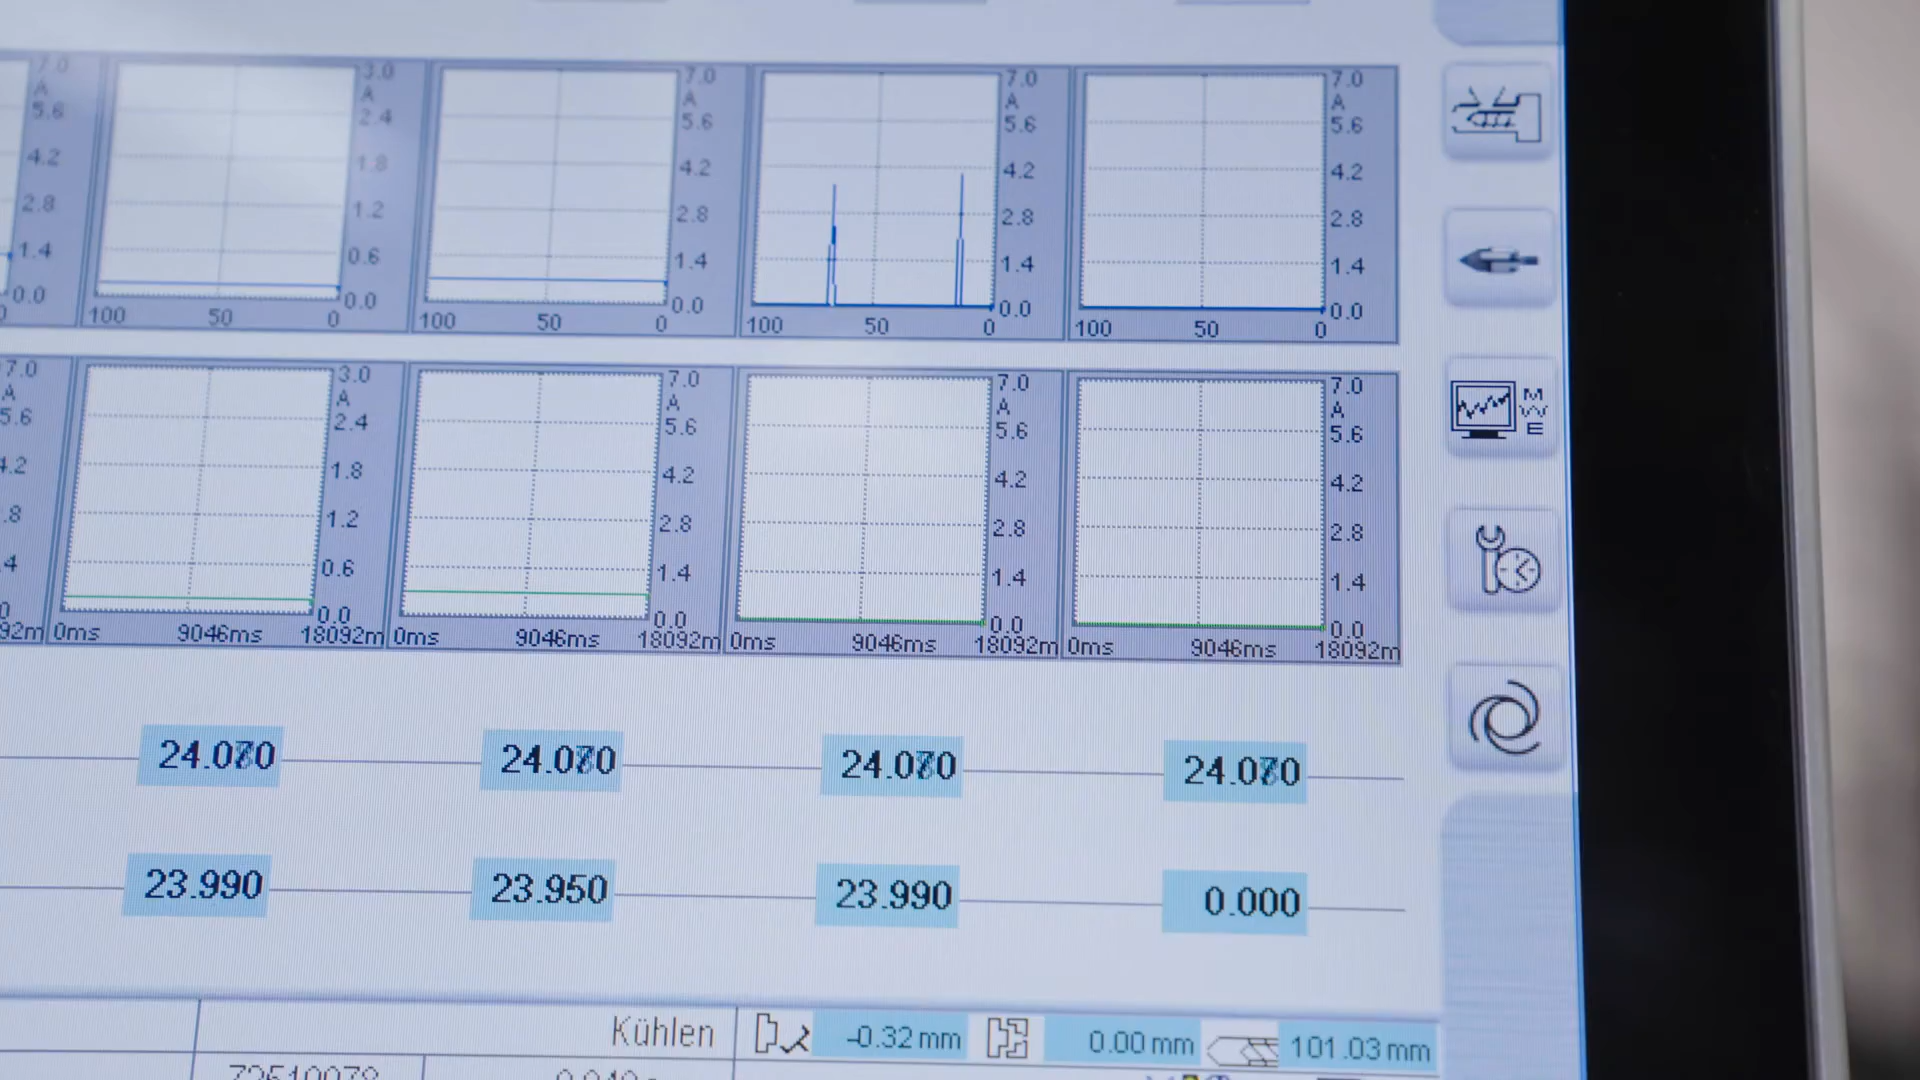 7.0 3.0 7.0 7.0 7.0
A A A A A
5.6 2.4 5.6 5.6 5.6
4.2 1.8 4.2 4.2 4.2
2.8 1.2 2.8 2.8 2.8
1.4 0.6 1.4 1.4 1.4
0.0 0.0 0.0 0.0 0.0
100 50 0 100 50 0 100 50 0 100 50 0
7.0 3.0 7.0 7.0 7.0
A A A A A
5.6 2.4 5.6 5.6 5.6
4.2 1.8 4.2 4.2 4.2
.8 1.2 2.8 2.8 2.8
4 0.6 1.4 1.4 1.4
0 0.0 0.0 0.0 0.0
92m 0ms 9046ms 18092m 0ms 9046ms 18092m 0ms 9046ms 18092m 0ms 9046ms 18092m
MWE
23.990 23.950 23.990 0.000
Kühlen -0.32 mm 0.00 mm 101.03 mm